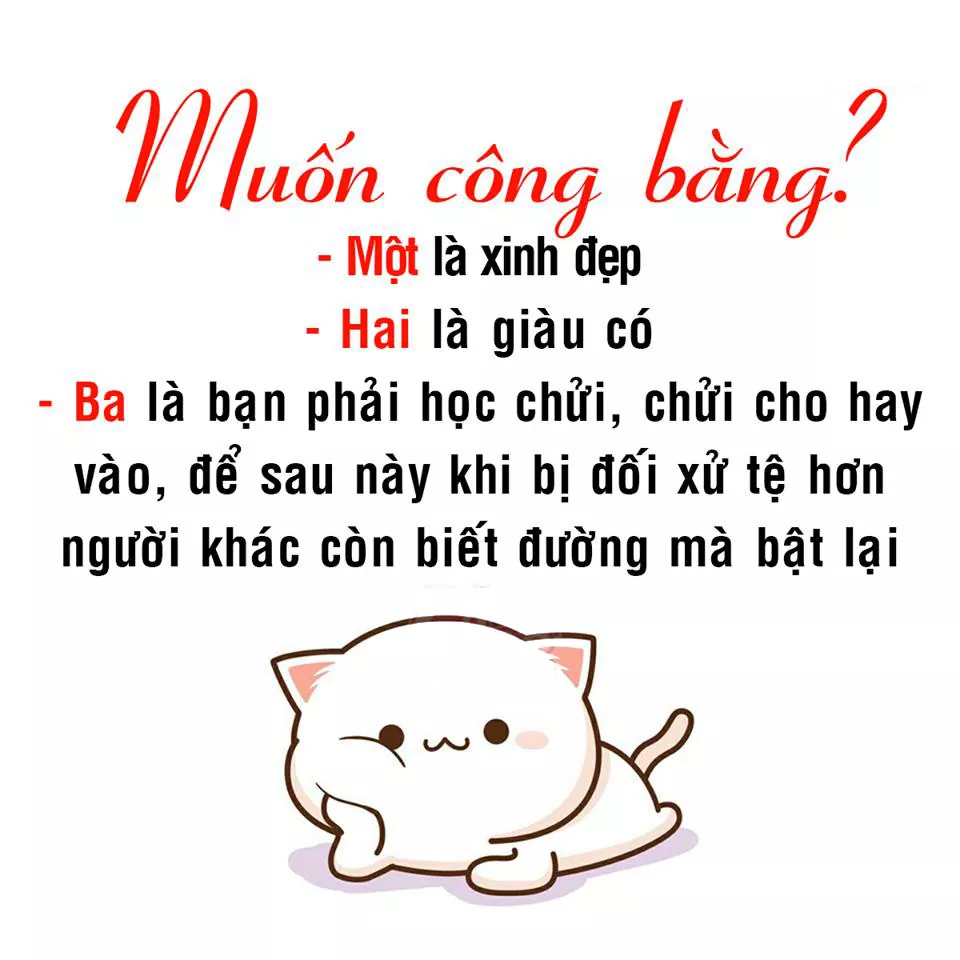 Muốn công bằng?
- Một là xinh đẹp
- Hai là giàu có
- Ba là bạn phải học chửi, chửi cho hay
vào, để sau này khi bị đối xử tệ hơn
người khác còn biết đường mà bật lại